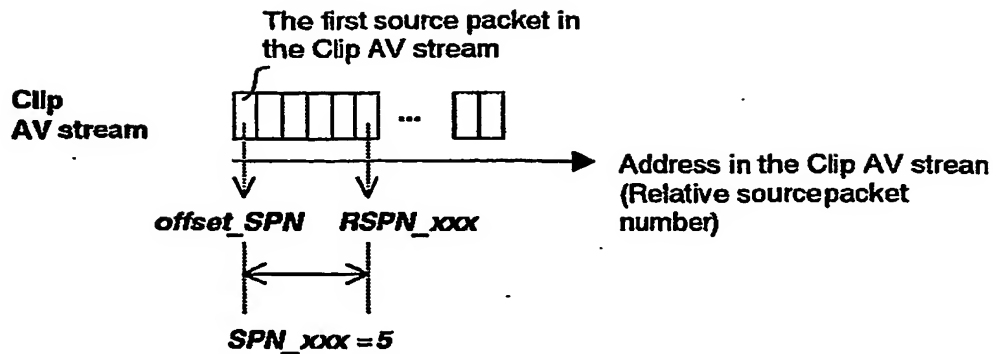 The first source packet in
the Clip AV stream
Clip
AV stream
...
Address in the Clip AV strean
(Relative sourcepacket
number)
offset_SPN RSPN_xxx
SPN_xxx = 5